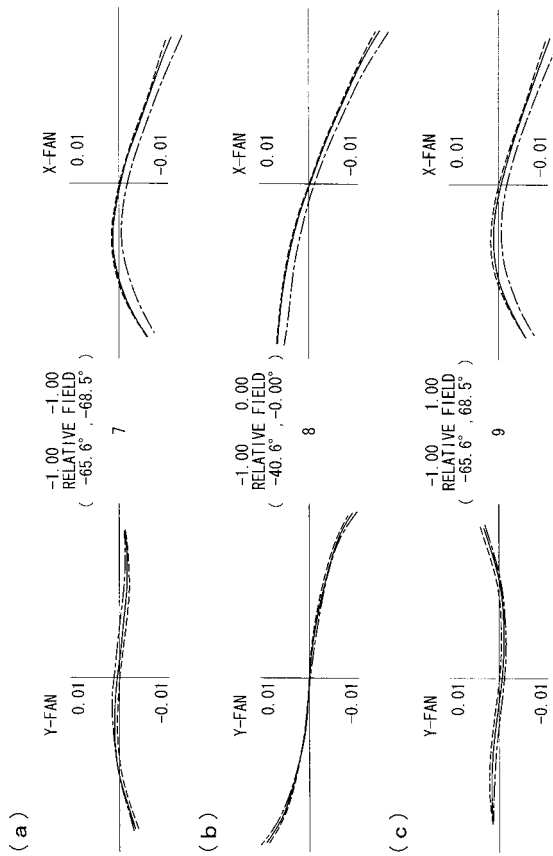 (a)
Y-FAN
0.01
-0.01
-1.00 -1.00
RELATIVE FIELD
( -65.6° ,-68.5° )
7
X-FAN
0.01
-0.01
(b)
Y-FAN
0.01
-0.01
-1.00 0.00
RELATIVE FIELD
( -40.6° ,-0.00° )
8
X-FAN
0.01
-0.01
(c)
Y-FAN
0.01
-0.01
-1.00 1.00
RELATIVE FIELD
( -65.6° ,68.5° )
9
X-FAN
0.01
-0.01